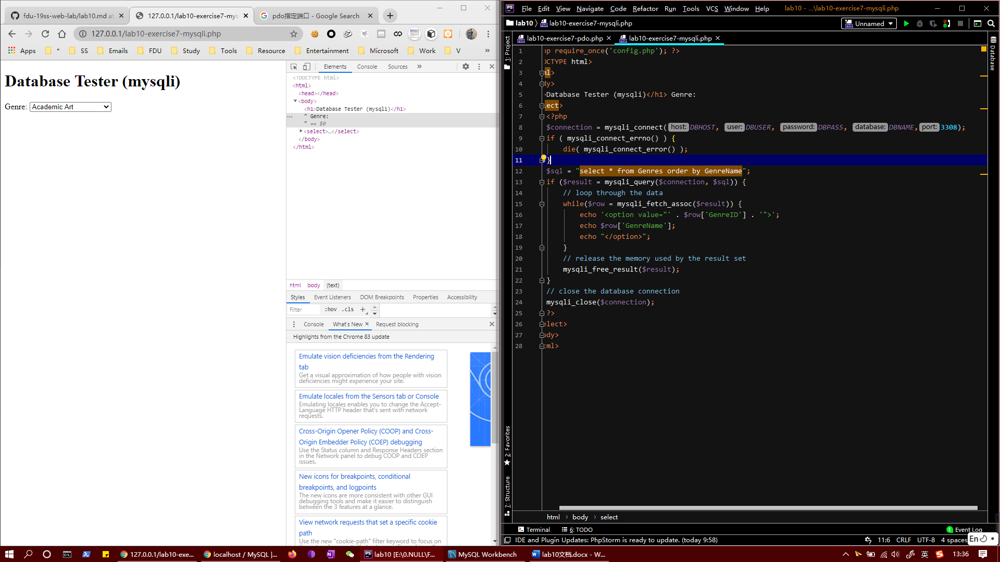 fdu-19ss-web-lab/lab10.md at
127.0.0.1/lab10-exercise7-mys
pdo指定端口 - Google Search
127.0.0.1/lab10-exercise7-mysqli.php
Apps
*
SS
Emails
FDU
Study
Tools
Resource
Entertainment
Microsoft
Work
V
»
Database Tester (mysqli)
Genre: Academic Art
Elements
Console
Sources
»
<!DOCTYPE html>
<html>
<head></head>
<body>
<h1>Database Tester (mysqli)</h1>
" Genre:
" == $0
<select>…</select>
</body>
</html>
html
body
(text)
Styles
Event Listeners
DOM Breakpoints
Properties
Accessibility
Filter
:hov
.cls
+
Console
What's New
Request blocking
Highlights from the Chrome 83 update
Emulate vision deficiencies from the Rendering
tab
Get a visual approximation of how people with vision
deficiencies might experience your site.
Emulate locales from the Sensors tab or Console
Emulating locales enables you to change the Accept-
Language HTTP header that's sent with network
requests.
Cross-Origin Opener Policy (COOP) and Cross-
Origin Embedder Policy (COEP) debugging
Use the Status column and Response Headers section
in the Network panel to debug COOP and COEP
issues.
New icons for breakpoints, conditional
breakpoints, and logpoints
The new icons are more consistent with other GUI
debugging tools and make it easier to distinguish
between the 3 features at a glance.
View network requests that set a specific cookie
path
Use the new "cookie-path" filter keyword to focus on
PS
File
Edit
View
Navigate
Code
Refactor
Run
Tools
VCS
Window
Help
lab10 - ...\lab10-exercise7-mysqli.php
lab10
lab10-exercise7-mysqli.php
Unnamed
1: Project
lab10-exercise7-pdo.php
lab10-exercise7-mysqli.php
Database
1 hp require_once('config.php'); ?>
2 OCTYPE html>
3 ml>
4 dy>
5 >Database Tester (mysqli)</h1> Genre:
6 lect>
7 <?php
8 $connection = mysqli_connect( host: DBHOST, user: DBUSER, password: DBPASS, database: DBNAME, port: 3308);
9 if ( mysqli_connect_errno() ) {
10 die( mysqli_connect_error() );
11 }
12 $sql = "select * from Genres order by GenreName";
13 if ($result = mysqli_query($connection, $sql)) {
14 // loop through the data
15 while($row = mysqli_fetch_assoc($result)) {
16 echo '<option value="' . $row['GenreID'] . '">';
17 echo $row['GenreName'];
18 echo "</option>";
19 }
20 // release the memory used by the result set
21 mysqli_free_result($result);
22 }
23 // close the database connection
24 mysqli_close($connection);
25 ?>
26 elect>
27 ody>
28 tml>
2: Favorites
7: Structure
html › body › select
Terminal
6: TODO
1 Event Log
IDE and Plugin Updates: PhpStorm is ready to update. (today 9:58)
11:6
CRLF
UTF-8
4 spaces
En
127.0.0.1/lab10-exe...
localhost / MySQL |...
lab10 [E:\0.NULL\F...
MySQL Workbench
lab10文档.docx - W...
英
13:36